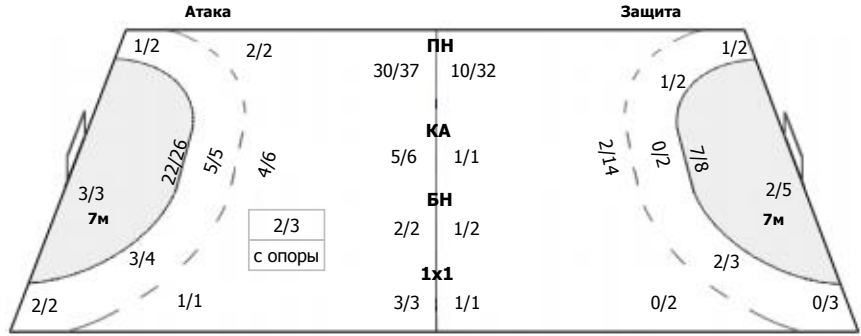 Атака Защита
1/2 2/2 ПН 1/2
30/37 10/32 1/2
КА
22/26 5/5 4/6 5/6 1/1 2/14 0/2 7/8
3/3 БН 2/5
7м 2/3 2/2 1/2 7м
3/4 с опоры 2/3
1x1
2/2 1/1 3/3 1/1 0/2 0/3